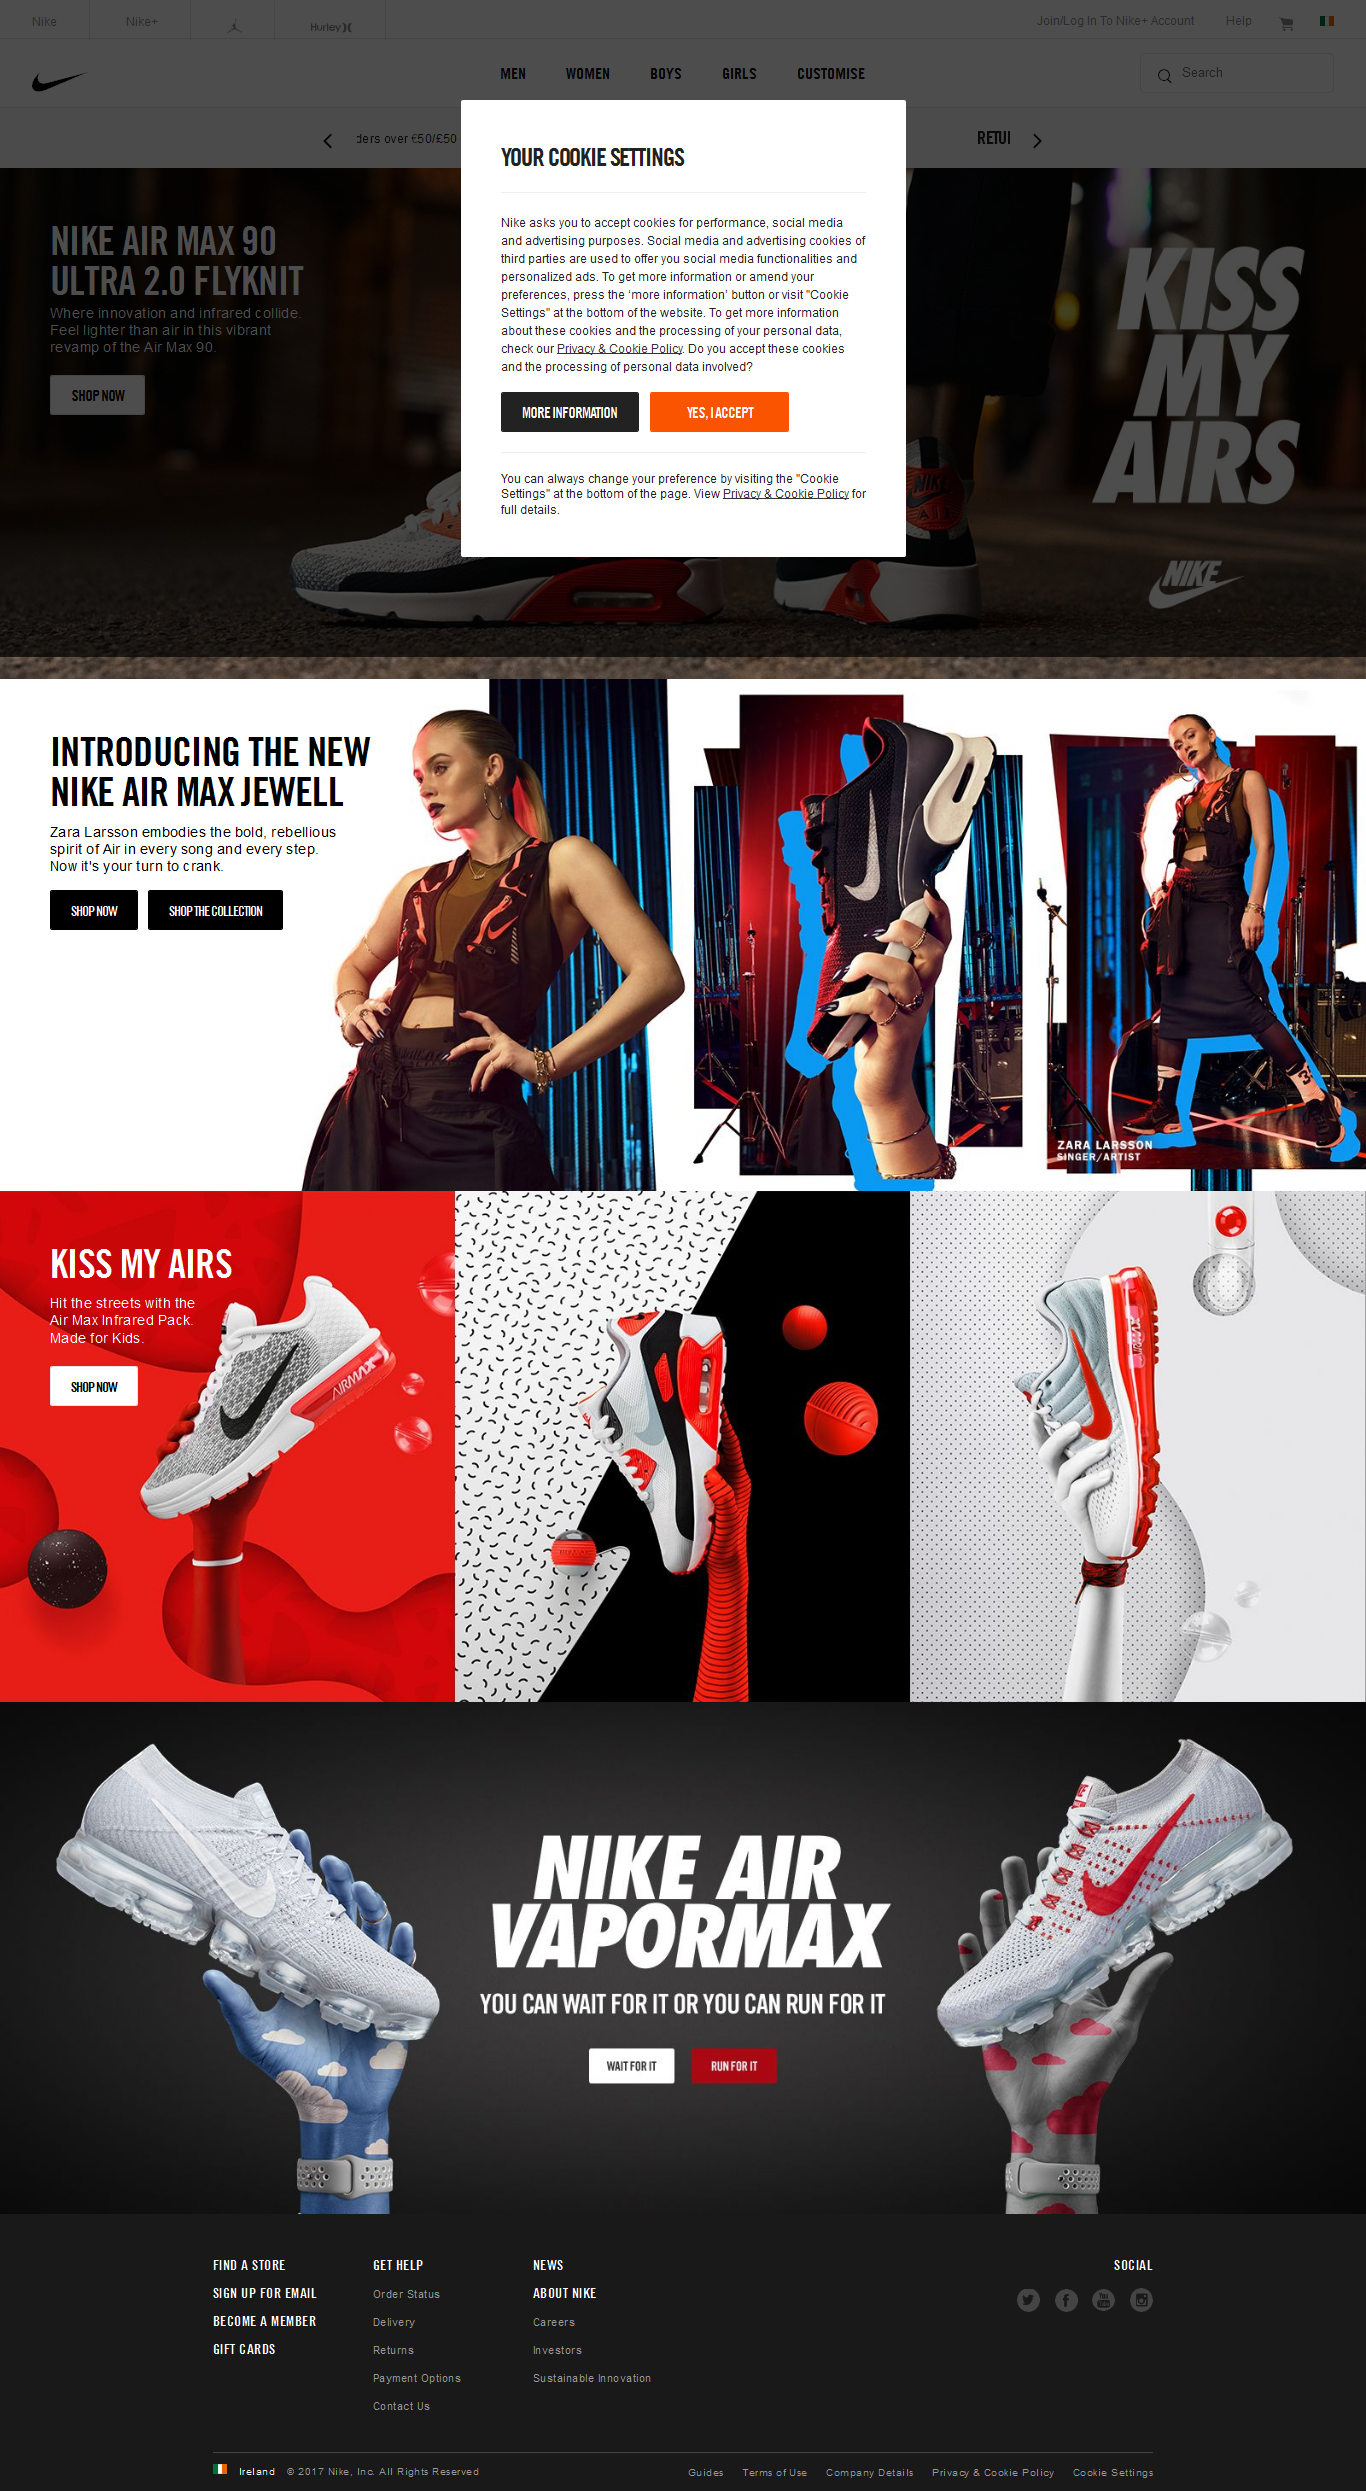 Nike
Nike+
Hurley
Join/Log In To Nike+ Account
Help
MEN
WOMEN
BOYS
GIRLS
CUSTOMISE
Search
ders over €50/£50
RETUI
YOUR COOKIE SETTINGS
Nike asks you to accept cookies for performance, social media
and advertising purposes. Social media and advertising cookies of
third parties are used to offer you social media functionalities and
personalized ads. To get more information or amend your
preferences, press the ‘more information’ button or visit "Cookie
Settings" at the bottom of the website. To get more information
about these cookies and the processing of your personal data,
check our Privacy & Cookie Policy. Do you accept these cookies
and the processing of personal data involved?
MORE INFORMATION
YES, I ACCEPT
You can always change your preference by visiting the "Cookie
Settings" at the bottom of the page. View Privacy & Cookie Policy for
full details.
NIKE AIR MAX 90
ULTRA 2.0 FLYKNIT
Where innovation and infrared collide.
Feel lighter than air in this vibrant
revamp of the Air Max 90.
SHOP NOW
KISS
MY
AIRS
NIKE
INTRODUCING THE NEW
NIKE AIR MAX JEWELL
Zara Larsson embodies the bold, rebellious
spirit of Air in every song and every step.
Now it's your turn to crank.
SHOP NOW
SHOP THE COLLECTION
ZARA LARSSON
SINGER/ARTIST
KISS MY AIRS
Hit the streets with the
Air Max Infrared Pack.
Made for Kids.
SHOP NOW
AIRMAX
NIKE AIR
VAPORMAX
YOU CAN WAIT FOR IT OR YOU CAN RUN FOR IT
WAIT FOR IT
RUN FOR IT
FIND A STORE
SIGN UP FOR EMAIL
BECOME A MEMBER
GIFT CARDS
GET HELP
Order Status
Delivery
Returns
Payment Options
Contact Us
NEWS
ABOUT NIKE
Careers
Investors
Sustainable Innovation
SOCIAL
Ireland
© 2017 Nike, Inc. All Rights Reserved
Guides
Terms of Use
Company Details
Privacy & Cookie Policy
Cookie Settings